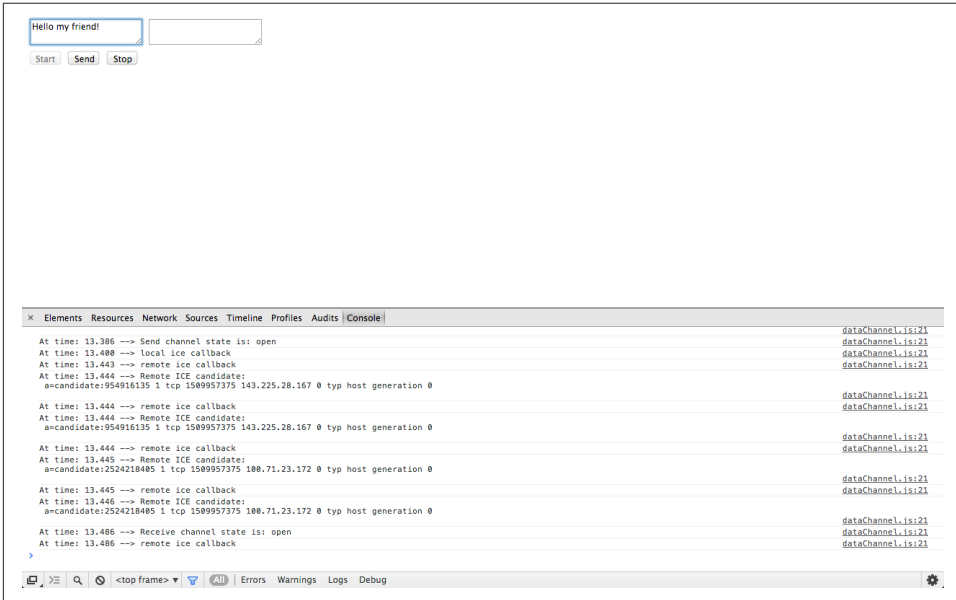 Hello my friend!
Start Send Stop
× Elements Resources Network Sources Timeline Profiles Audits Console
dataChannel.js:21
At time: 13.386 --> Send channel state is: open dataChannel.js:21
At time: 13.400 --> local ice callback dataChannel.js:21
At time: 13.443 --> remote ice callback dataChannel.js:21
At time: 13.444 --> Remote ICE candidate:
a=candidate:954916135 1 tcp 1509957375 143.225.28.167 0 typ host generation 0
dataChannel.js:21
At time: 13.444 --> remote ice callback dataChannel.js:21
At time: 13.444 --> Remote ICE candidate:
a=candidate:954916135 1 tcp 1509957375 143.225.28.167 0 typ host generation 0
dataChannel.js:21
At time: 13.444 --> remote ice callback dataChannel.js:21
At time: 13.445 --> Remote ICE candidate:
a=candidate:2524218405 1 tcp 1509957375 100.71.23.172 0 typ host generation 0
dataChannel.js:21
At time: 13.445 --> remote ice callback dataChannel.js:21
At time: 13.446 --> Remote ICE candidate:
a=candidate:2524218405 1 tcp 1509957375 100.71.23.172 0 typ host generation 0
dataChannel.js:21
At time: 13.486 --> Receive channel state is: open dataChannel.js:21
At time: 13.486 --> remote ice callback dataChannel.js:21
>
<top frame> ▼ All | Errors Warnings Logs Debug